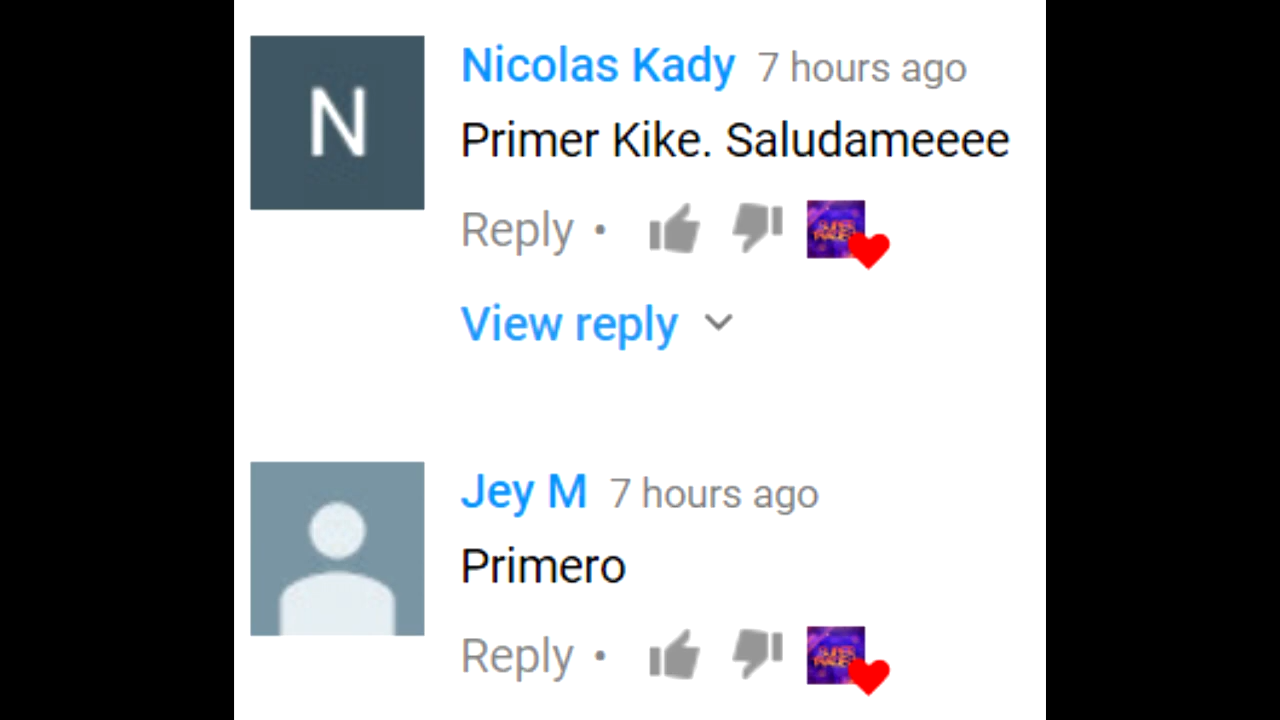 N
Nicolas Kady 7 hours ago
Primer Kike. Saludameeee
Reply •
View reply
Jey M 7 hours ago
Primero
Reply •